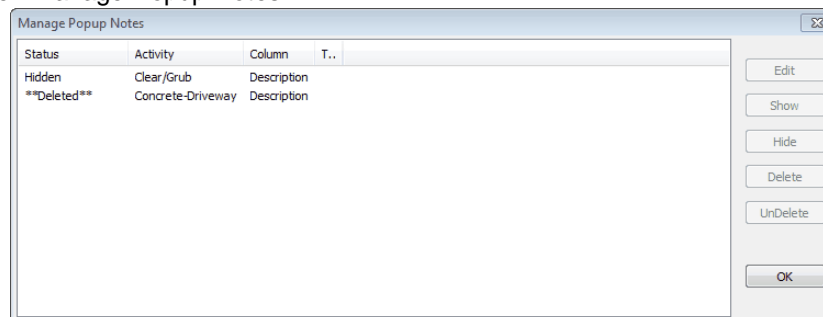 Manage Popup Notes
Status Activity Column T..
Hidden Clear/Grub Description
**Deleted** Concrete-Driveway Description
Edit
Show
Hide
Delete
UnDelete
OK